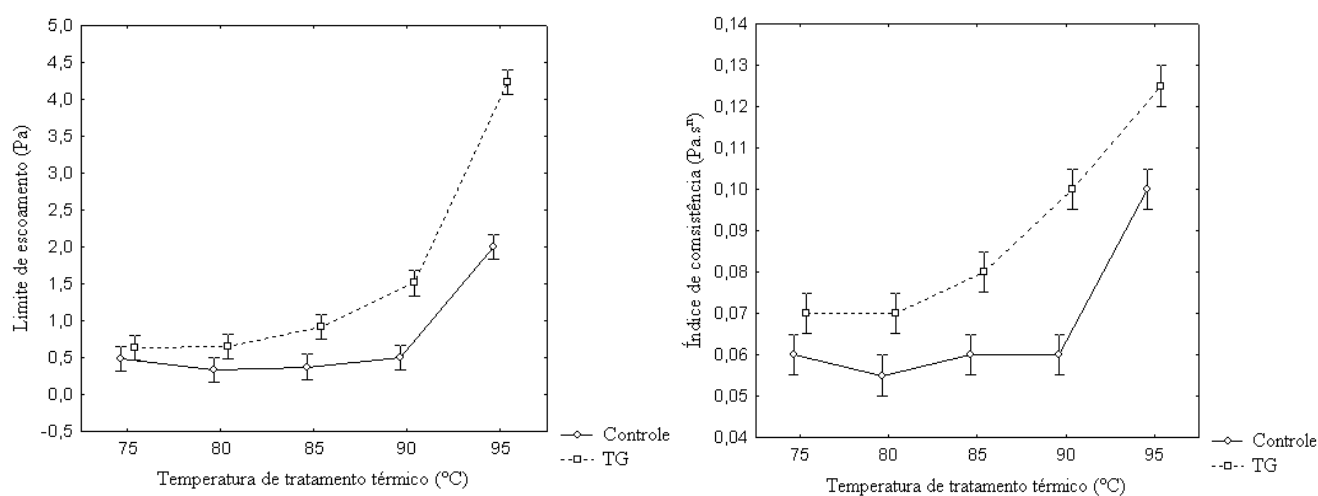 5,0
4,5
4,0
3,5
3,0
2,5
2,0
1,5
1,0
0,5
0,0
-0,5
Limite de escoamento (Pa)
75 80 85 90 95
Temperatura de tratamento térmico (ºC)
Controle
TG
0,14
0,13
0,12
0,11
0,10
0,09
0,08
0,07
0,06
0,05
0,04
Índice de comsistência (Pa.sⁿ)
75 80 85 90 95
Temperatura de tratamento térmico (ºC)
Controle
TG